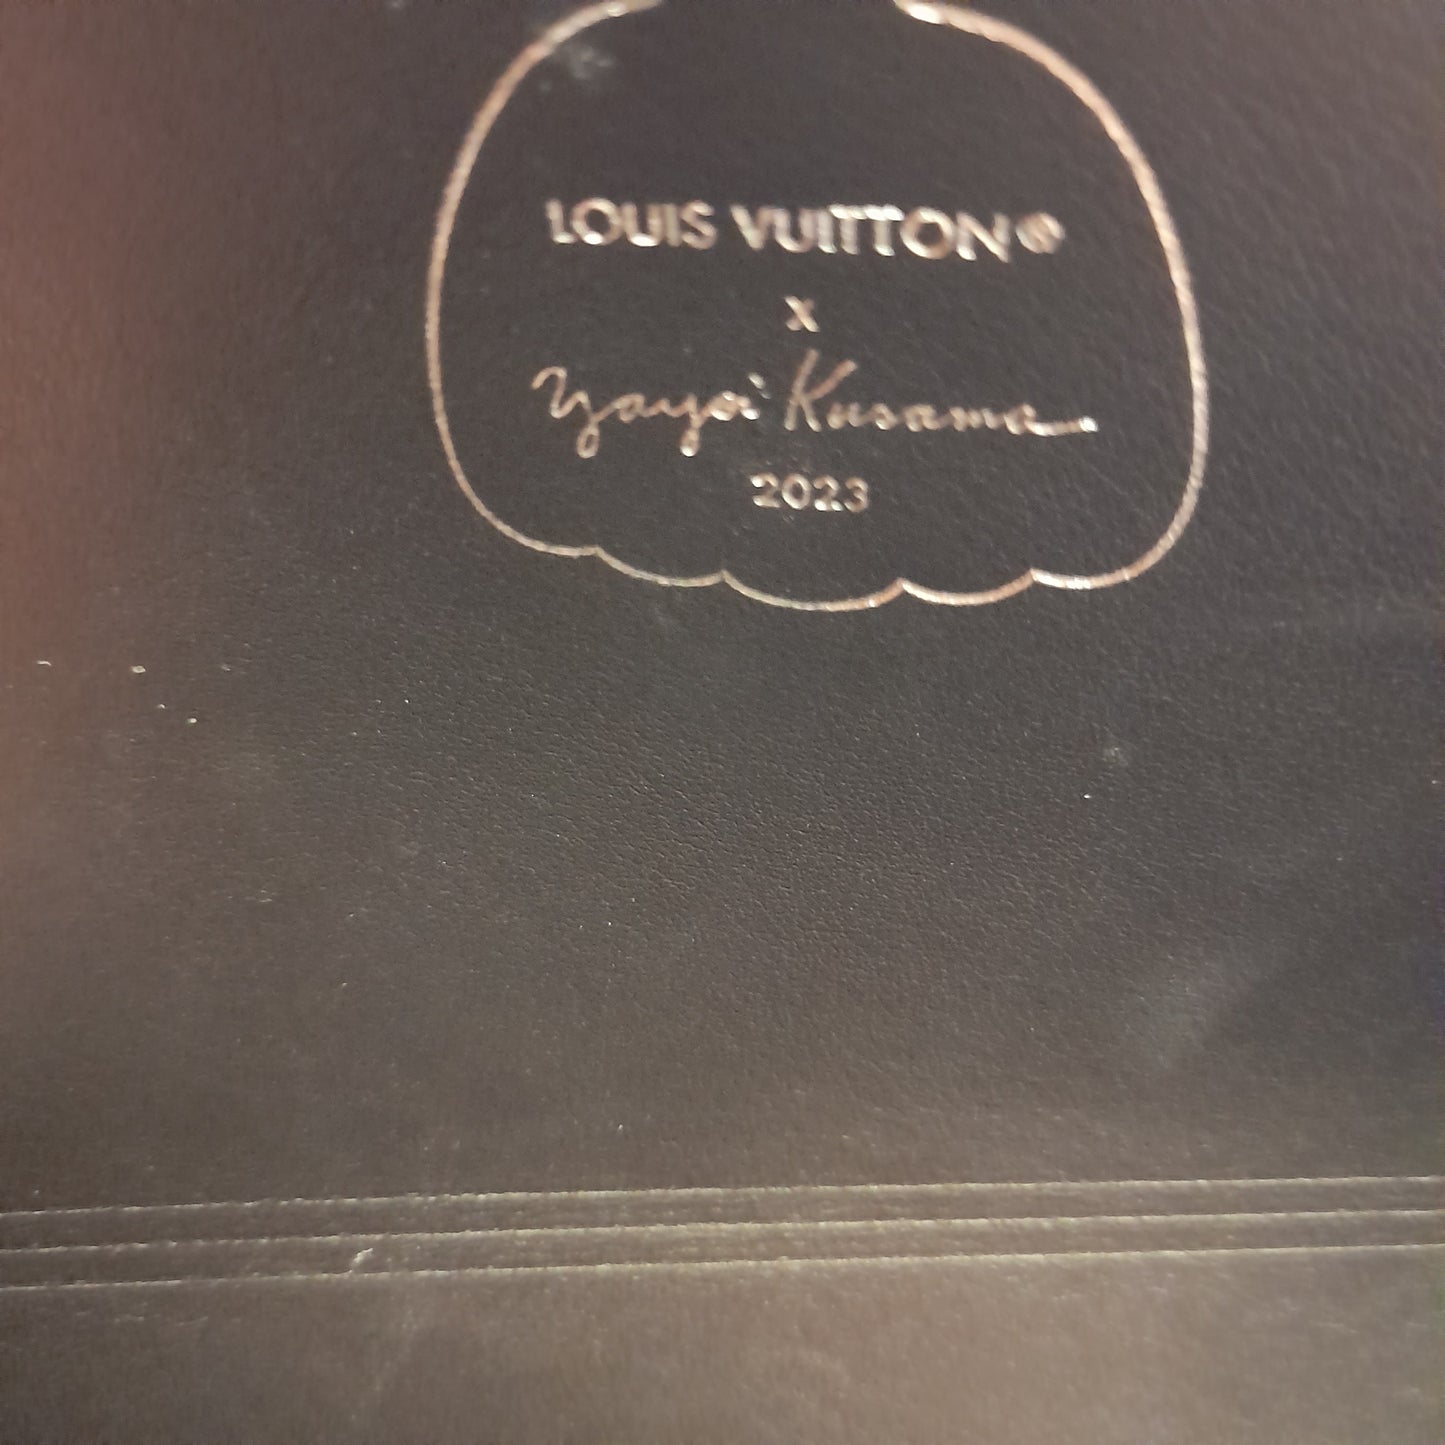 LOUIS VUITTON®
x
Yayoi Kusama
2023